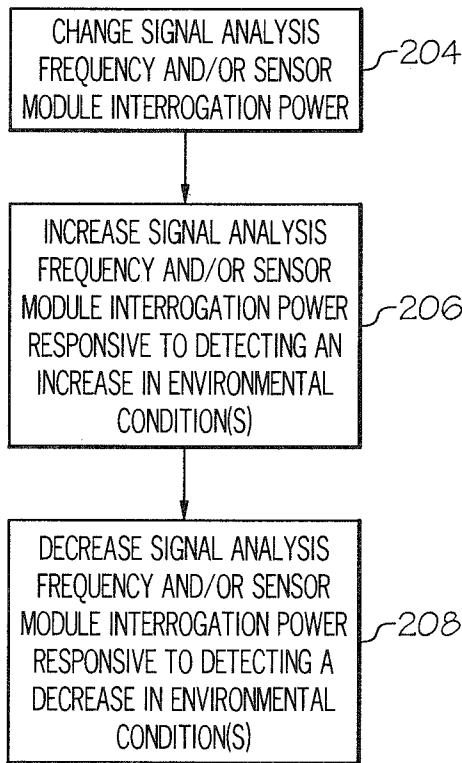 CHANGE SIGNAL ANALYSIS
FREQUENCY AND/OR SENSOR
MODULE INTERROGATION POWER
204
INCREASE SIGNAL ANALYSIS
FREQUENCY AND/OR SENSOR
MODULE INTERROGATION POWER
RESPONSIVE TO DETECTING AN
INCREASE IN ENVIRONMENTAL
CONDITION(S)
206
DECREASE SIGNAL ANALYSIS
FREQUENCY AND/OR SENSOR
MODULE INTERROGATION POWER
RESPONSIVE TO DETECTING A
DECREASE IN ENVIRONMENTAL
CONDITION(S)
208